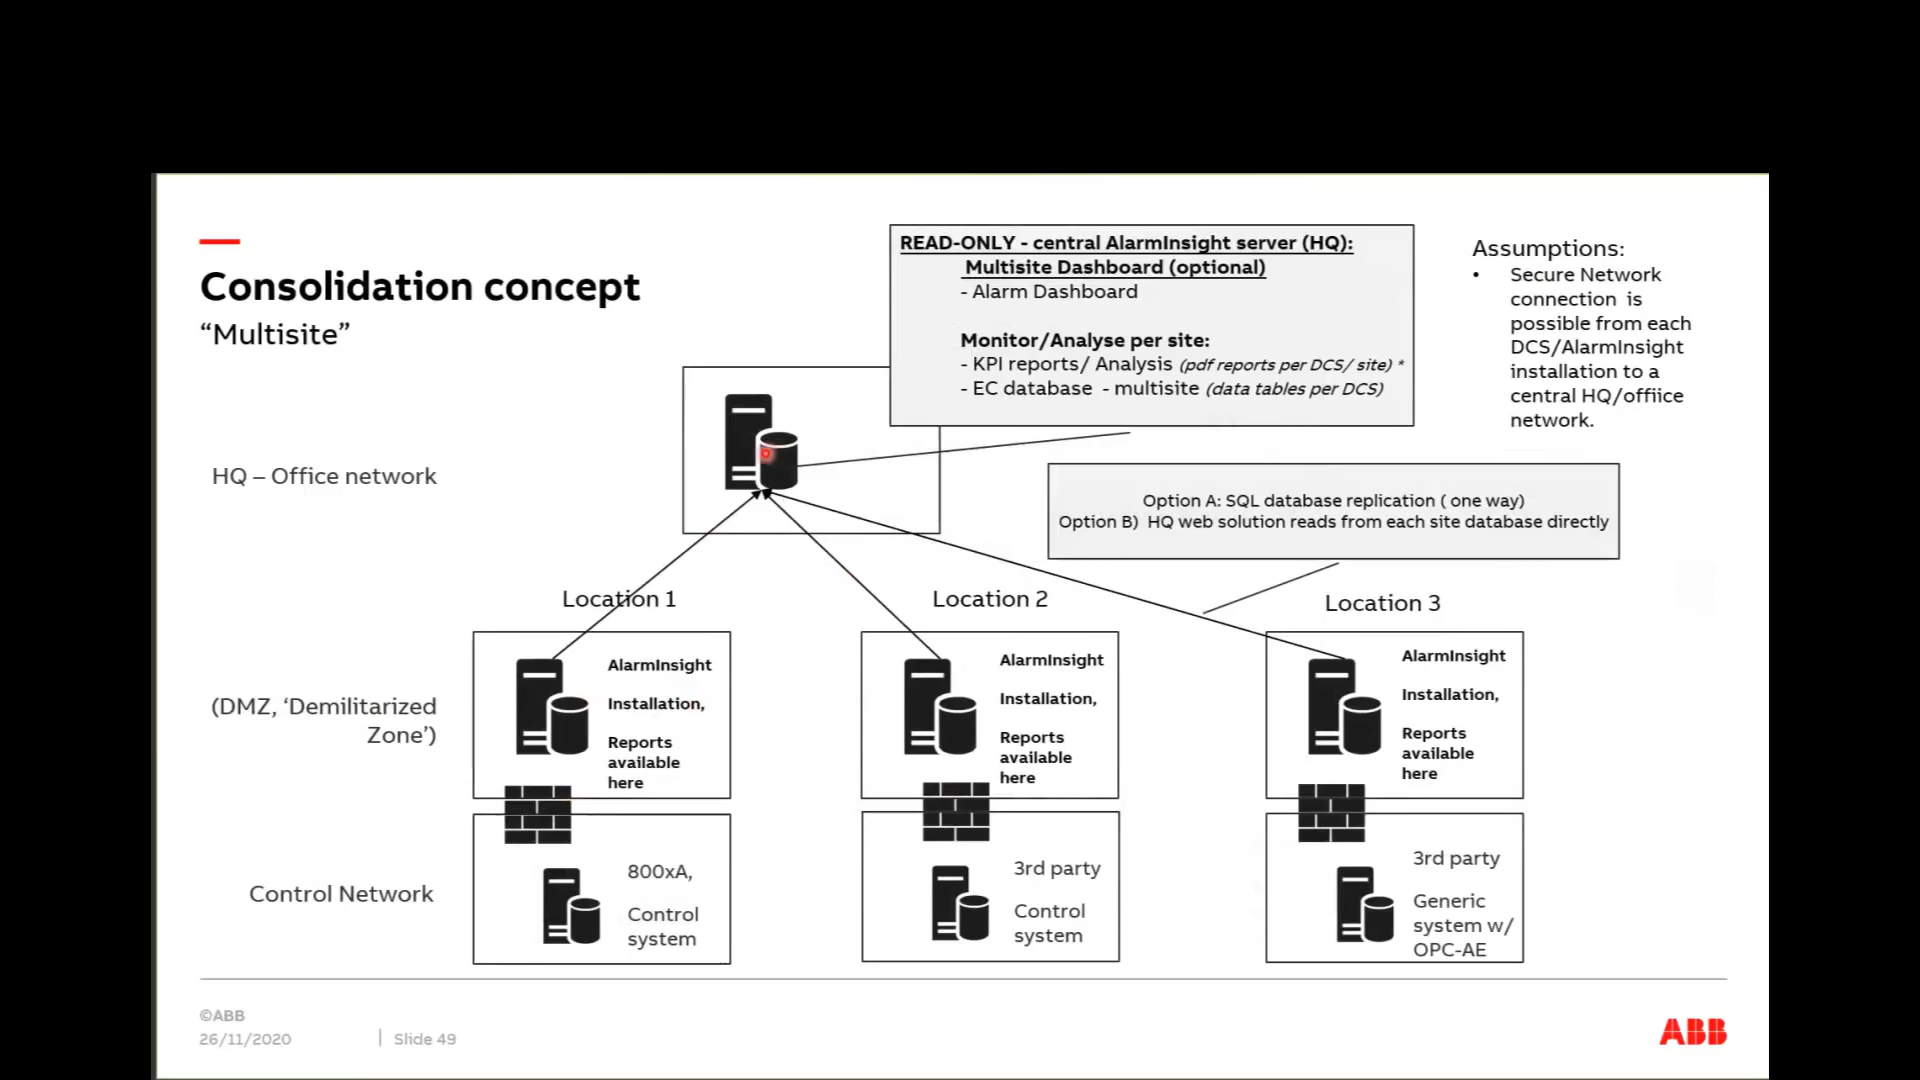 Consolidation concept
“Multisite”
READ-ONLY - central AlarmInsight server (HQ):
Multisite Dashboard (optional)
- Alarm Dashboard
Monitor/Analyse per site:
- KPI reports/ Analysis (pdf reports per DCS/ site) *
- EC database - multisite (data tables per DCS)
Assumptions:
• Secure Network
connection is
possible from each
DCS/AlarmInsight
installation to a
central HQ/offiice
network.
HQ – Office network
Option A: SQL database replication ( one way)
Option B) HQ web solution reads from each site database directly
Location 1
Location 2
Location 3
(DMZ, ‘Demilitarized
Zone’)
AlarmInsight
Installation,
Reports
available
here
AlarmInsight
Installation,
Reports
available
here
AlarmInsight
Installation,
Reports
available
here
Control Network
800xA,
Control
system
3rd party
Control
system
3rd party
Generic
system w/
OPC-AE
©ABB
26/11/2020
| Slide 49
ABB